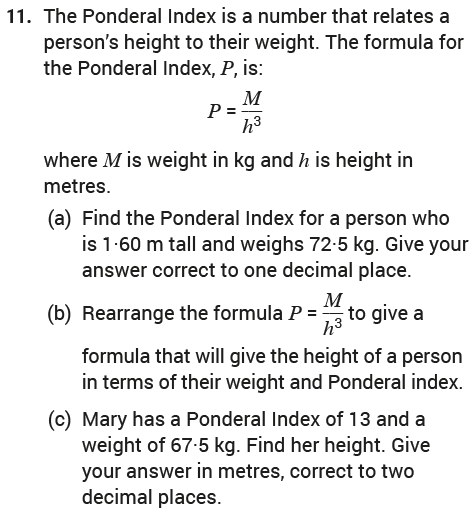 11. The Ponderal Index is a number that relates a
person's height to their weight. The formula for
the Ponderal Index, P, is:
P = M/h³
where M is weight in kg and h is height in
metres.
(a) Find the Ponderal Index for a person who
is 1·60 m tall and weighs 72·5 kg. Give your
answer correct to one decimal place.
(b) Rearrange the formula P = M/h³ to give a
formula that will give the height of a person
in terms of their weight and Ponderal index.
(c) Mary has a Ponderal Index of 13 and a
weight of 67·5 kg. Find her height. Give
your answer in metres, correct to two
decimal places.